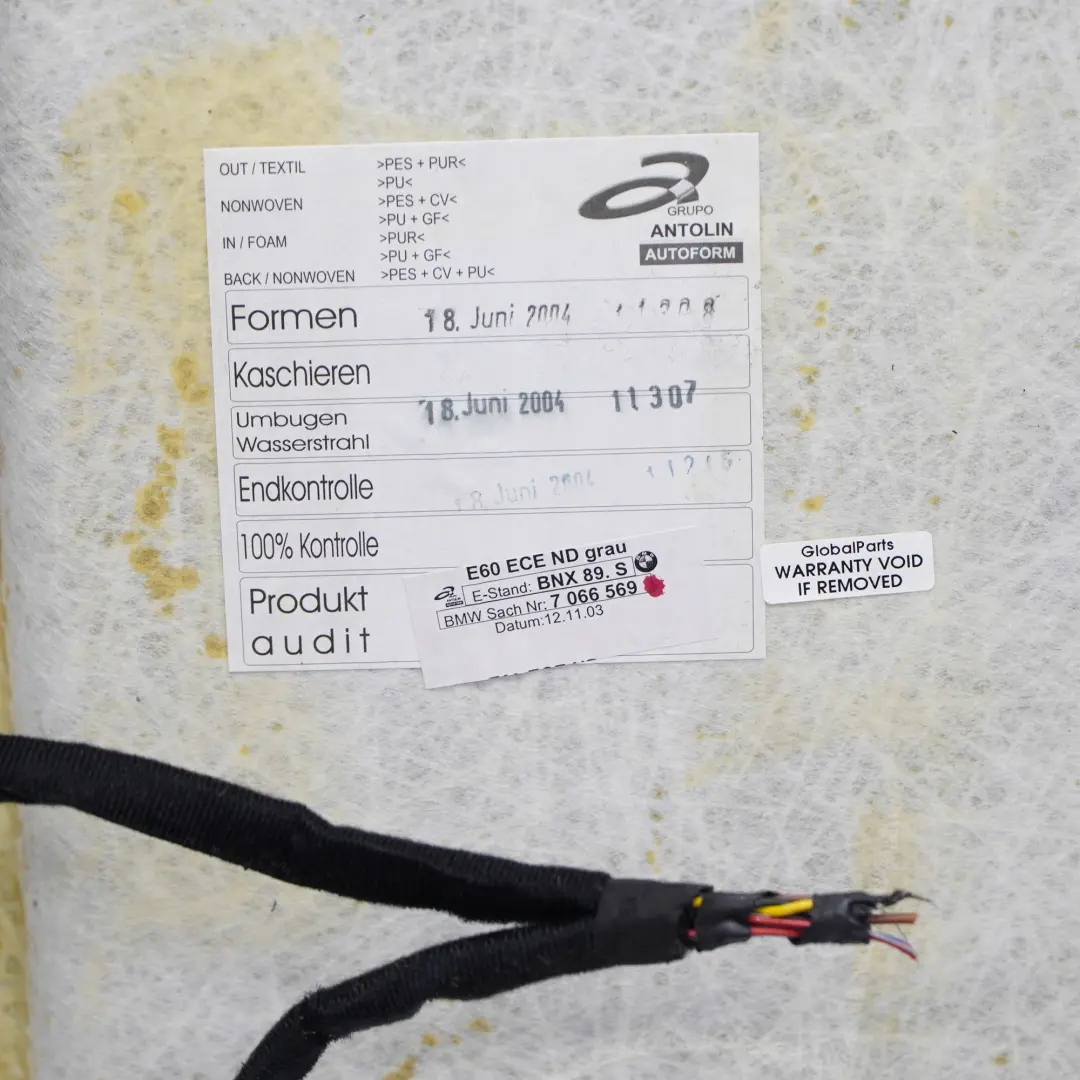 OUT / TEXTIL >PES + PUR<
>PU<
NONWOVEN >PES + CV<
>PU + GF<
IN / FOAM >PUR<
>PU + GF<
BACK / NONWOVEN >PES + CV + PU<
GRUPO
ANTOLIN
AUTOFORM
Formen 18. Juni 2004
Kaschieren
Umbugen
Wasserstrahl
18. Juni 2004 11307
Endkontrolle 18. Juni 2004
100% Kontrolle
Produkt
audit
E60 ECE ND grau
E-Stand: BNX 89. S
BMW Sach Nr: 7 066 569
Datum:12.11.03
GlobalParts
WARRANTY VOID
IF REMOVED